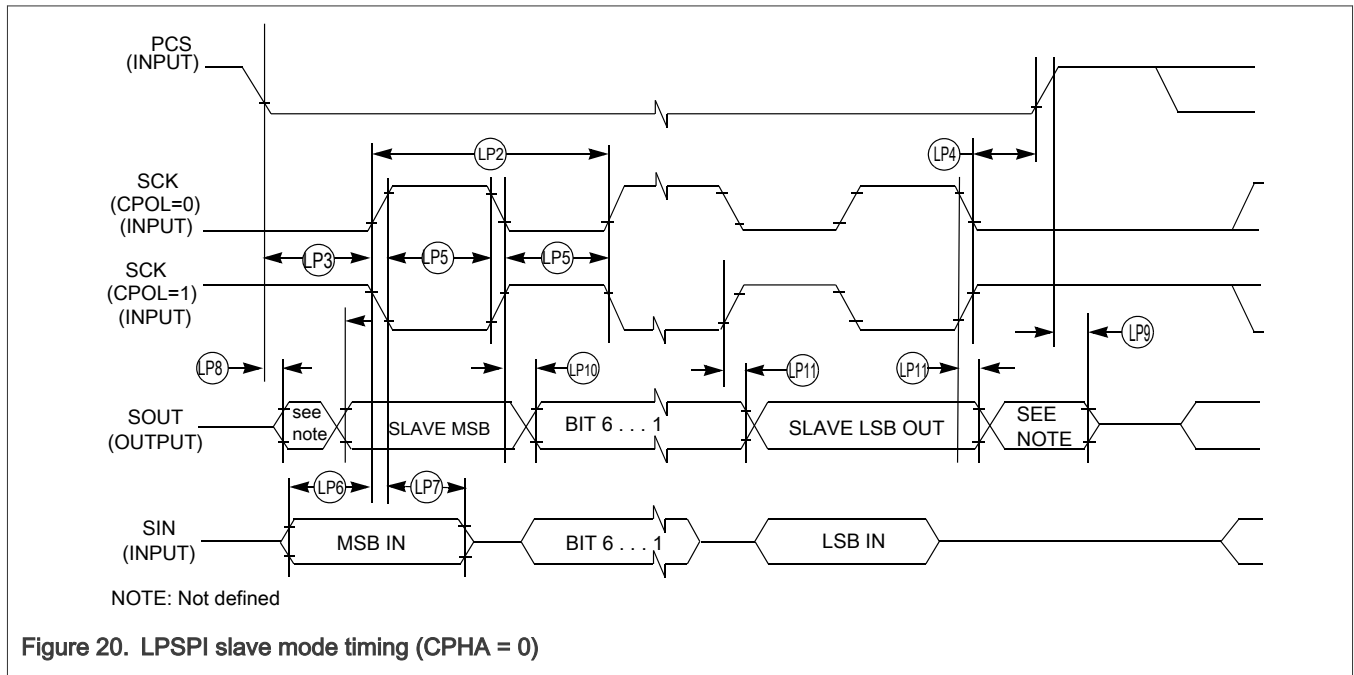 PCS
(INPUT)
LP2
LP4
SCK
(CPOL=0)
(INPUT)
LP3
LP5
LP5
SCK
(CPOL=1)
(INPUT)
LP9
LP8
LP10
LP11
LP11
SOUT
(OUTPUT)
see
note
SLAVE MSB
BIT 6 . . . 1
SLAVE LSB OUT
SEE
NOTE
LP6
LP7
SIN
(INPUT)
MSB IN
BIT 6 . . . 1
LSB IN
NOTE: Not defined
Figure 20. LPSPI slave mode timing (CPHA = 0)